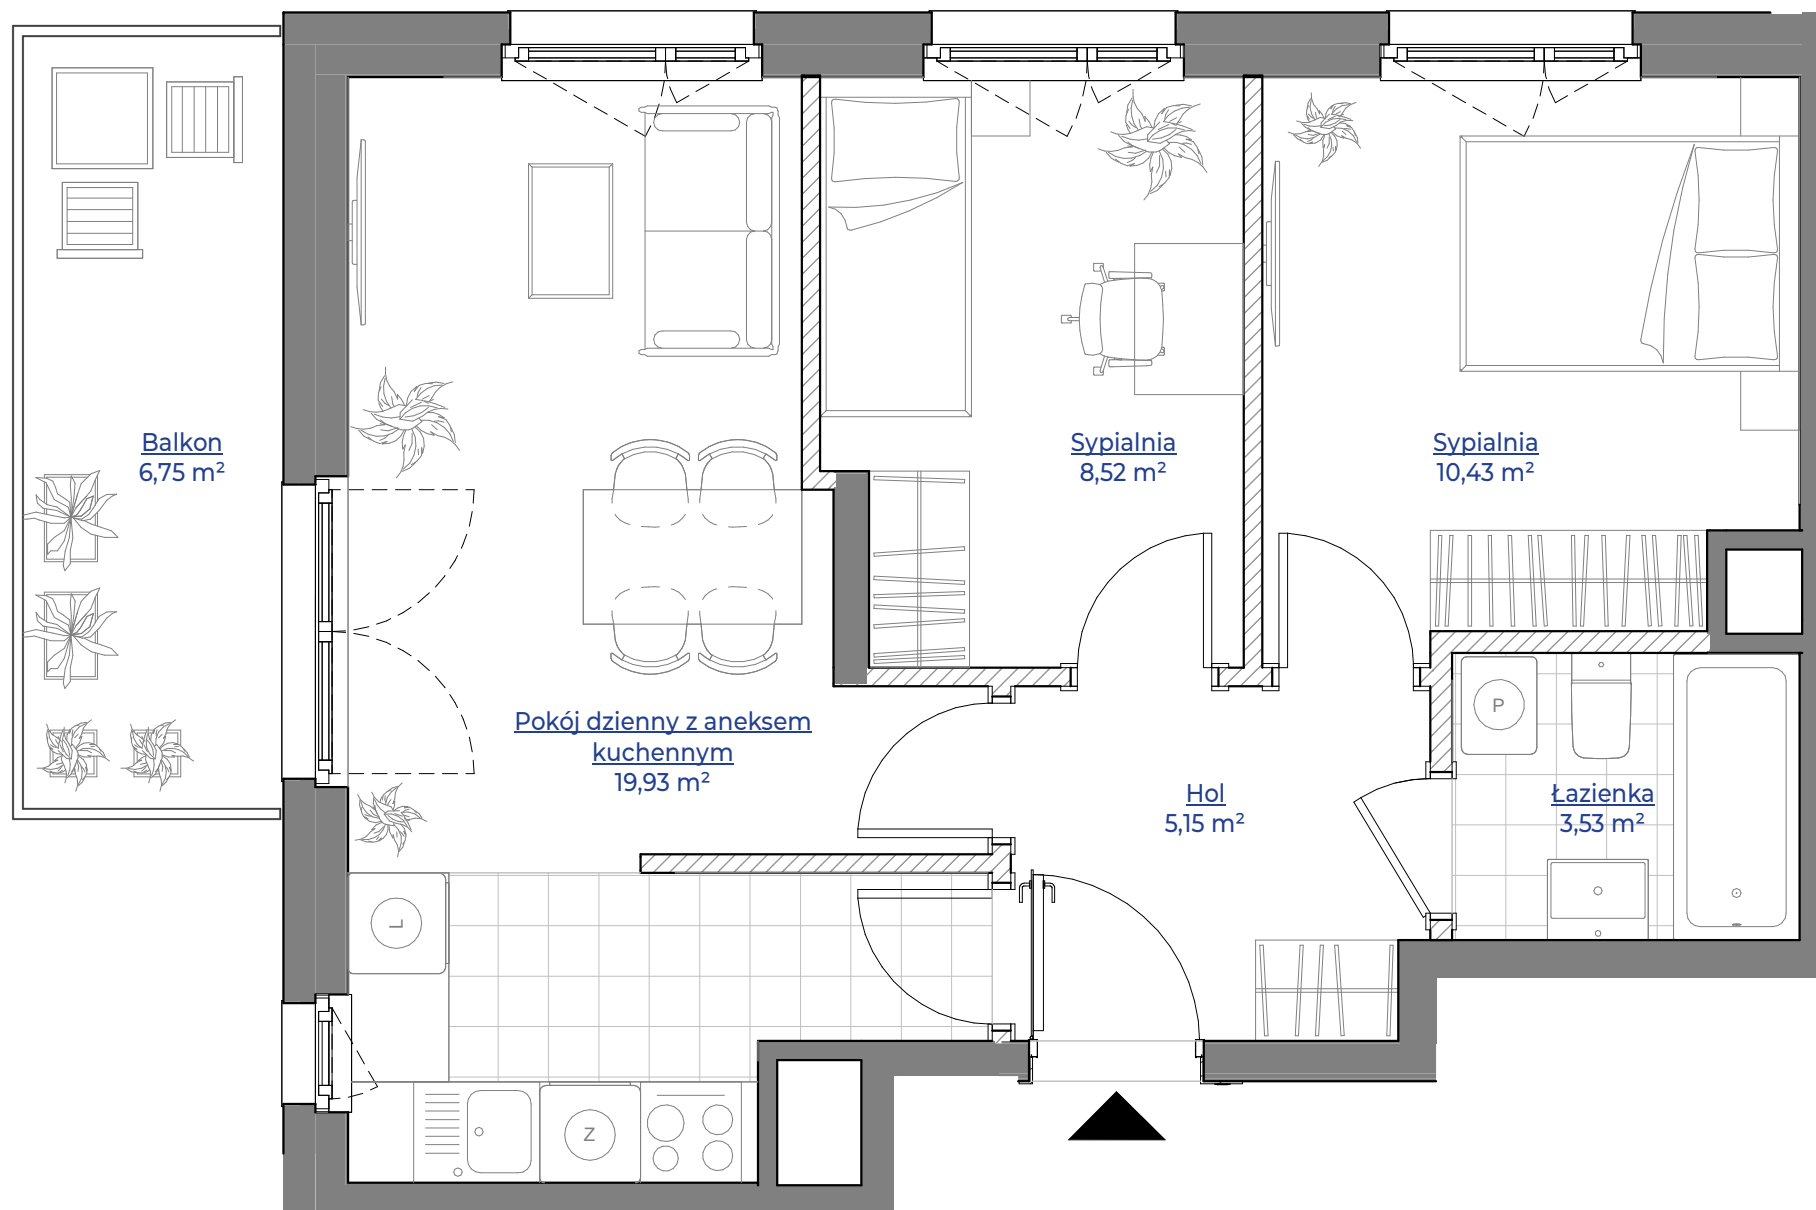 Balkon
6,75 m²
Sypialnia
8,52 m²
Sypialnia
10,43 m²
Pokój dzienny z aneksem
kuchennym
19,93 m²
Hol
5,15 m²
Łazienka
3,53 m²
P
L
Z